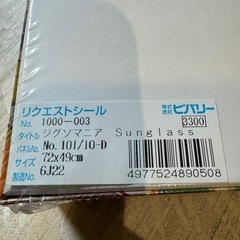 リクエストシール
No. 1000-003
株式会社 ビバリー
3300
タイトル ジグソマニア Sunglass
パネルNo. No.101/10-D
サイズ 72x49cm
製造No. GJ22
4977524890508